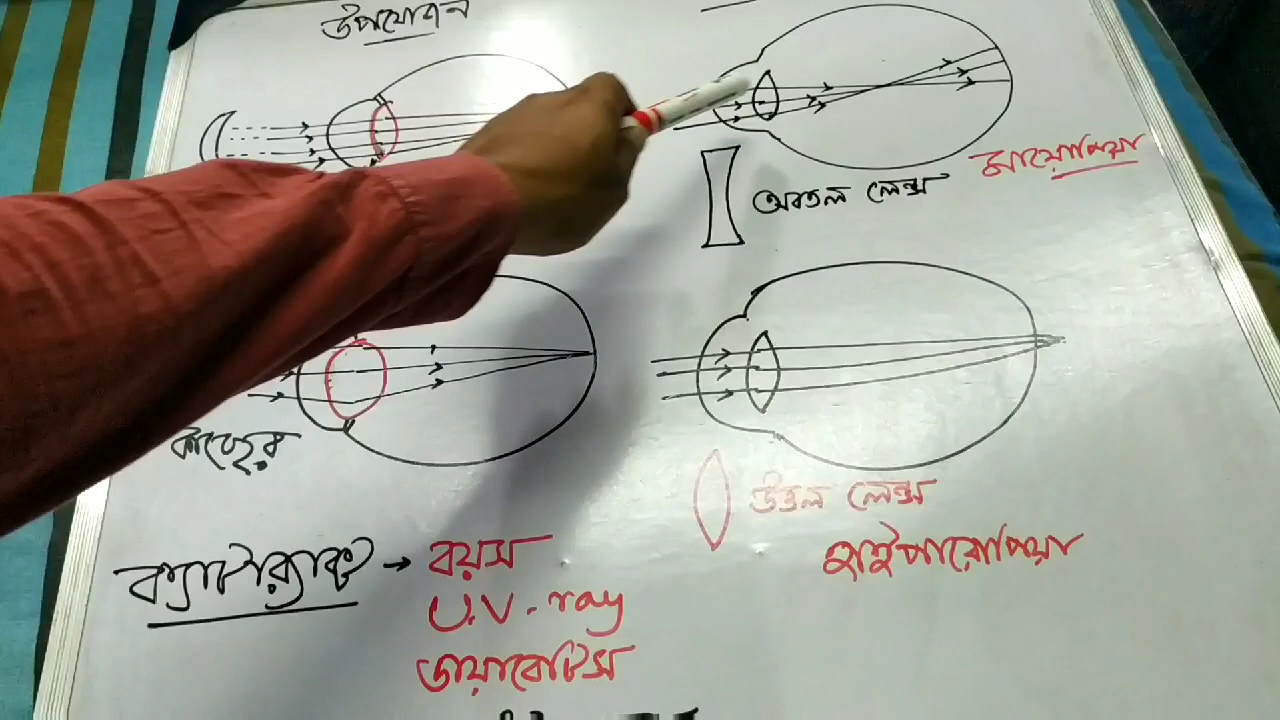 উপযোজন
অবতল লেন্স
মায়োপিয়া
কাছের
উত্তল লেন্স
হাইপারোপিয়া
ক্যাটার‍্যাক্ট → বয়স
U.V. ray
ডায়াবেটিস